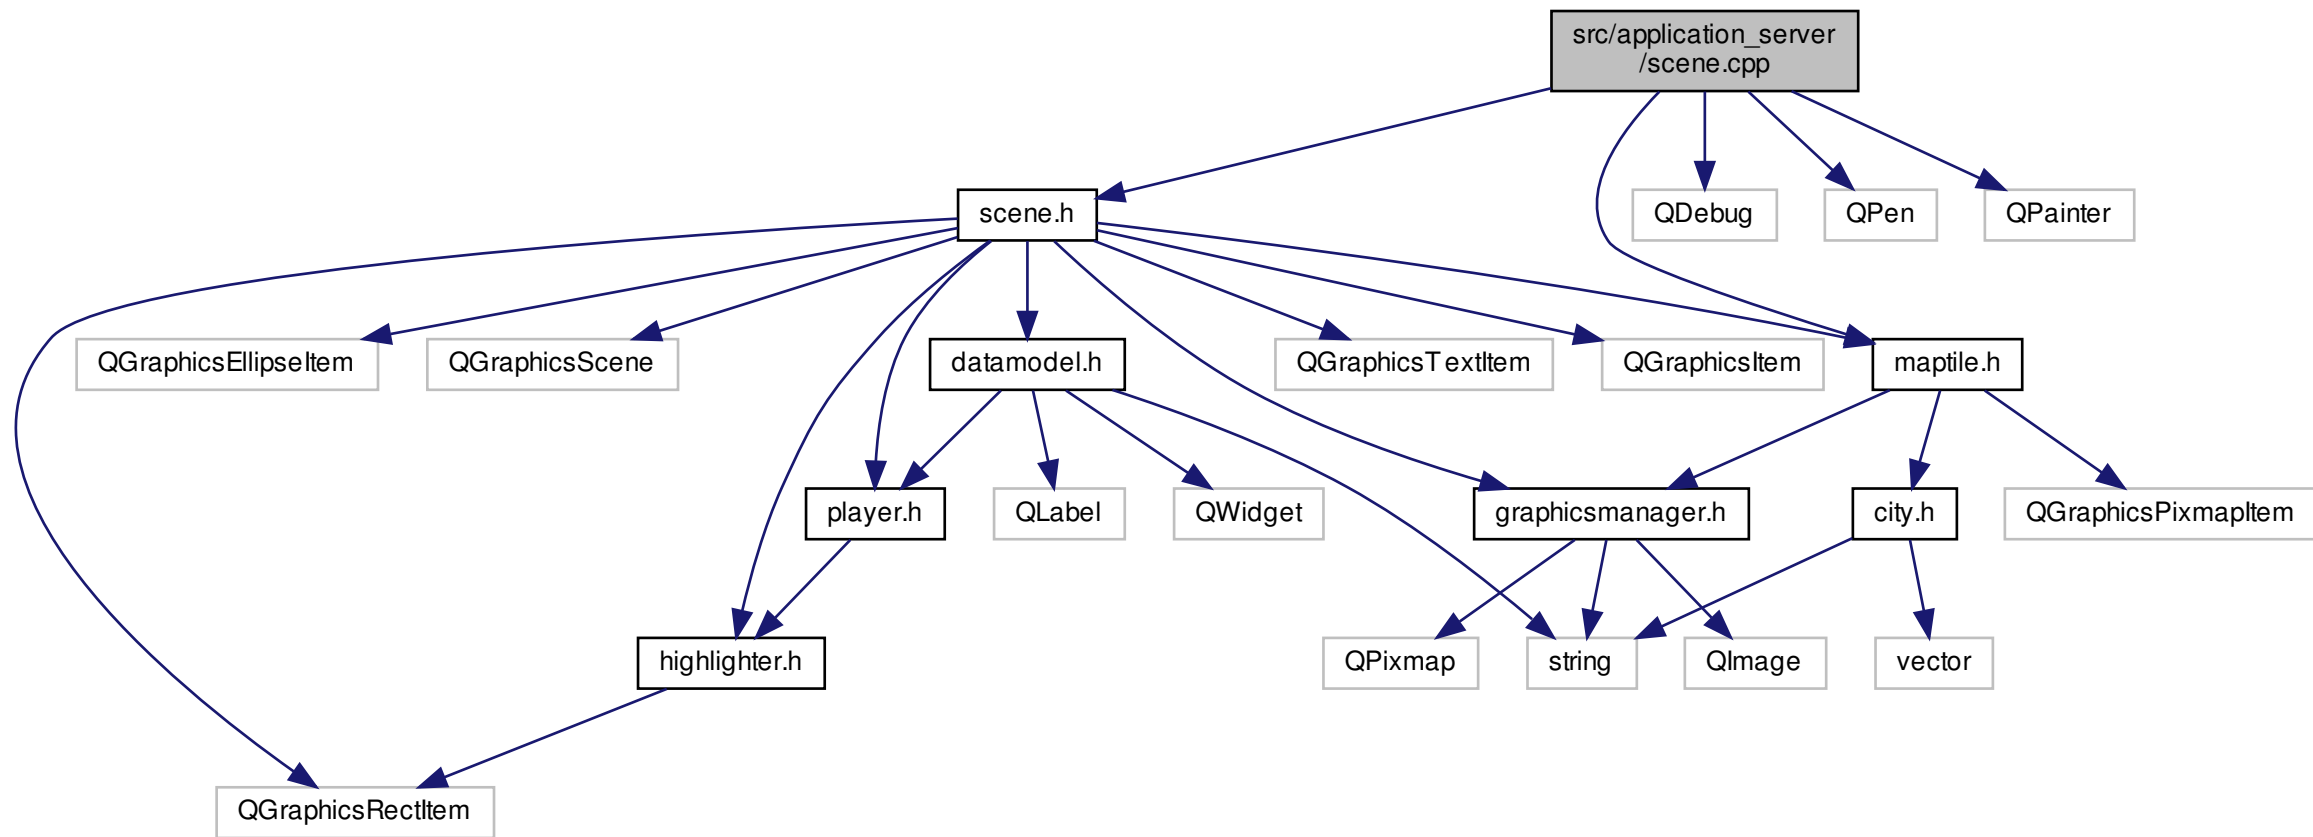 src/application_server
/scene.cpp
scene.h
QDebug
QPen
QPainter
QGraphicsEllipseItem
QGraphicsScene
datamodel.h
QGraphicsTextItem
QGraphicsItem
maptile.h
player.h
QLabel
QWidget
graphicsmanager.h
city.h
QGraphicsPixmapItem
highlighter.h
QPixmap
string
QImage
vector
QGraphicsRectItem